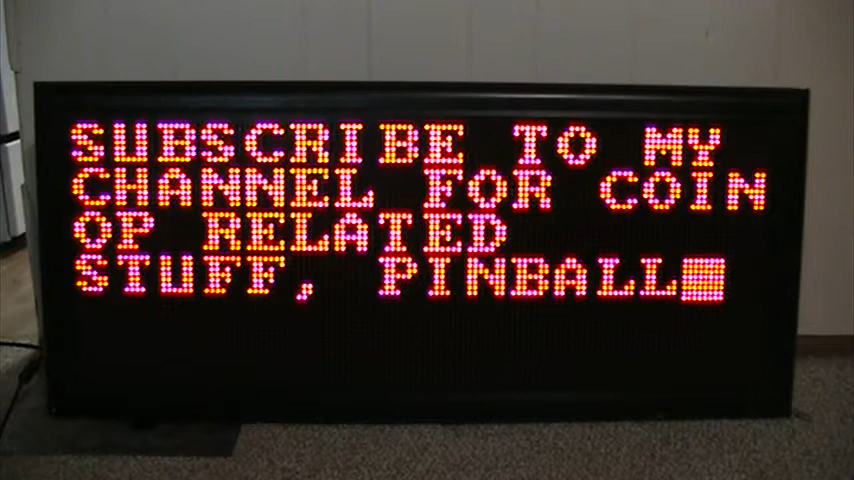 SUBSCRIBE TO MY
CHANNEL FOR COIN
OP RELATED
STUFF, PINBALL